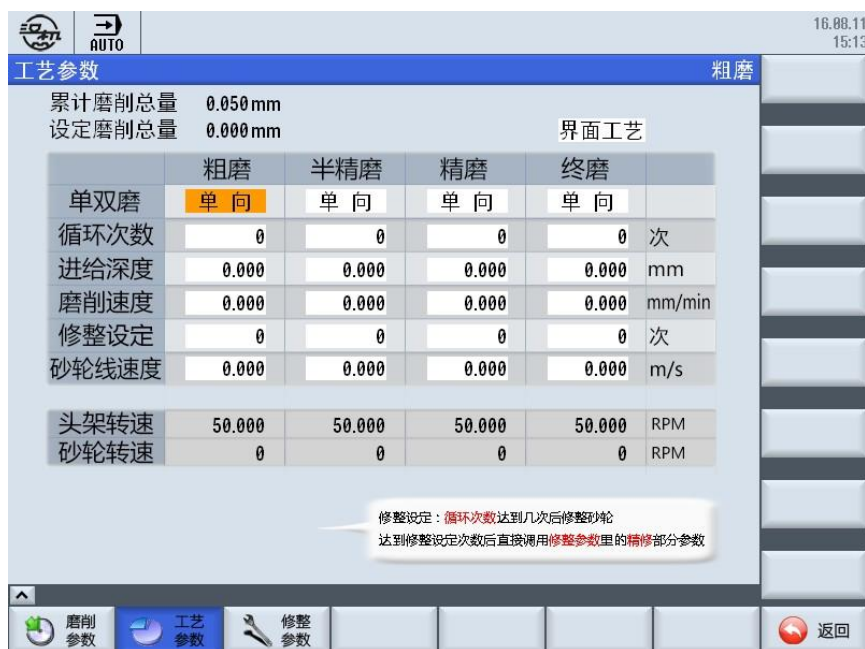 AUTO
16.08.11
15:13
工艺参数 粗磨
累计磨削总量 0.050mm
设定磨削总量 0.000mm
界面工艺
粗磨 半精磨 精磨 终磨
单双磨 单向 单向 单向 单向
循环次数 0 0 0 0 次
进给深度 0.000 0.000 0.000 0.000 mm
磨削速度 0.000 0.000 0.000 0.000 mm/min
修整设定 0 0 0 0 次
砂轮线速度 0.000 0.000 0.000 0.000 m/s
头架转速 50.000 50.000 50.000 50.000 RPM
砂轮转速 0 0 0 0 RPM
修整设定：循环次数达到几次后修整砂轮
达到修整设定次数后直接调用修整参数里的精修部分参数
磨削参数 工艺参数 修整参数 返回